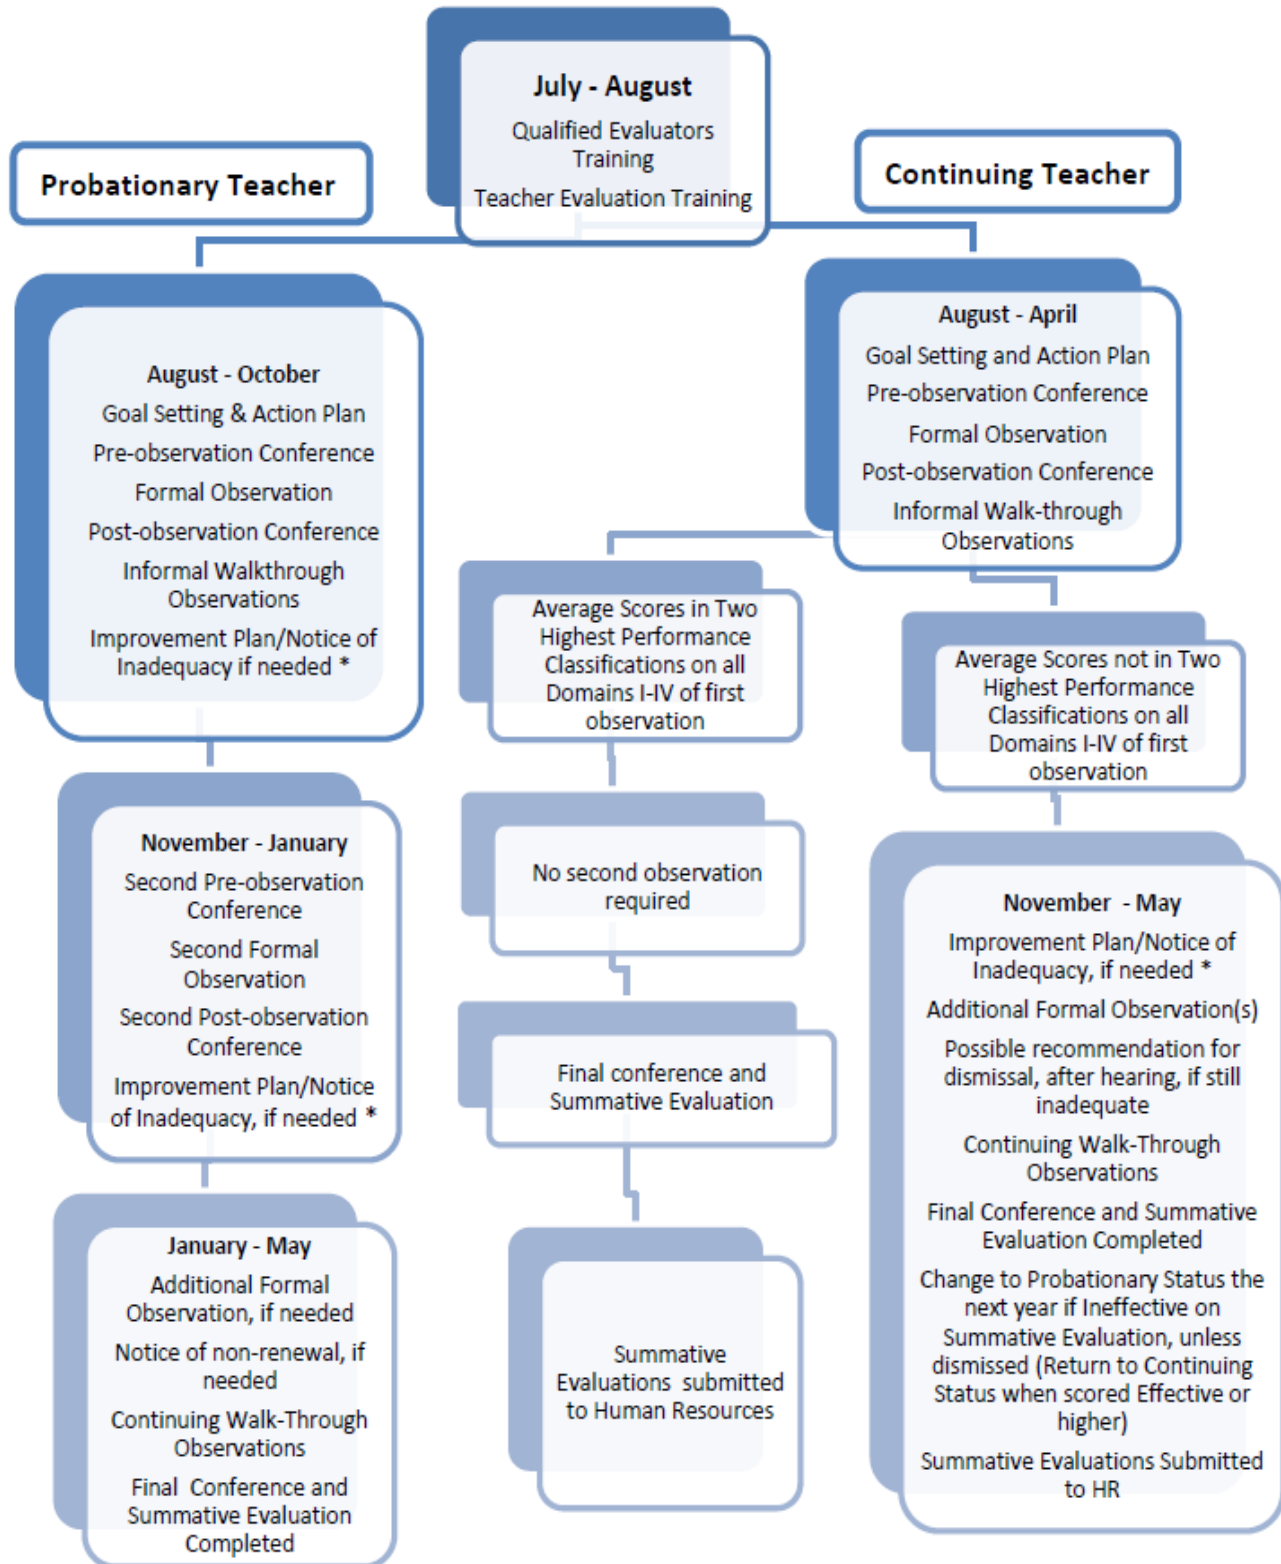 July - August
Qualified Evaluators
Training
Teacher Evaluation Training
Probationary Teacher
Continuing Teacher
August - October
Goal Setting & Action Plan
Pre-observation Conference
Formal Observation
Post-observation Conference
Informal Walkthrough
Observations
Improvement Plan/Notice of
Inadequacy if needed *
November - January
Second Pre-observation
Conference
Second Formal
Observation
Second Post-observation
Conference
Improvement Plan/Notice
of Inadequacy, if needed *
January - May
Additional Formal
Observation, if needed
Notice of non-renewal, if
needed
Continuing Walk-Through
Observations
Final Conference and
Summative Evaluation
Completed
August - April
Goal Setting and Action Plan
Pre-observation Conference
Formal Observation
Post-observation Conference
Informal Walk-through
Observations
Average Scores in Two
Highest Performance
Classifications on all
Domains I-IV of first
observation
No second observation
required
Final conference and
Summative Evaluation
Summative
Evaluations submitted
to Human Resources
Average Scores not in Two
Highest Performance
Classifications on all
Domains I-IV of first
observation
November - May
Improvement Plan/Notice of
Inadequacy, if needed *
Additional Formal Observation(s)
Possible recommendation for
dismissal, after hearing, if still
inadequate
Continuing Walk-Through
Observations
Final Conference and Summative
Evaluation Completed
Change to Probationary Status the
next year if Ineffective on
Summative Evaluation, unless
dismissed (Return to Continuing
Status when scored Effective or
higher)
Summative Evaluations Submitted
to HR